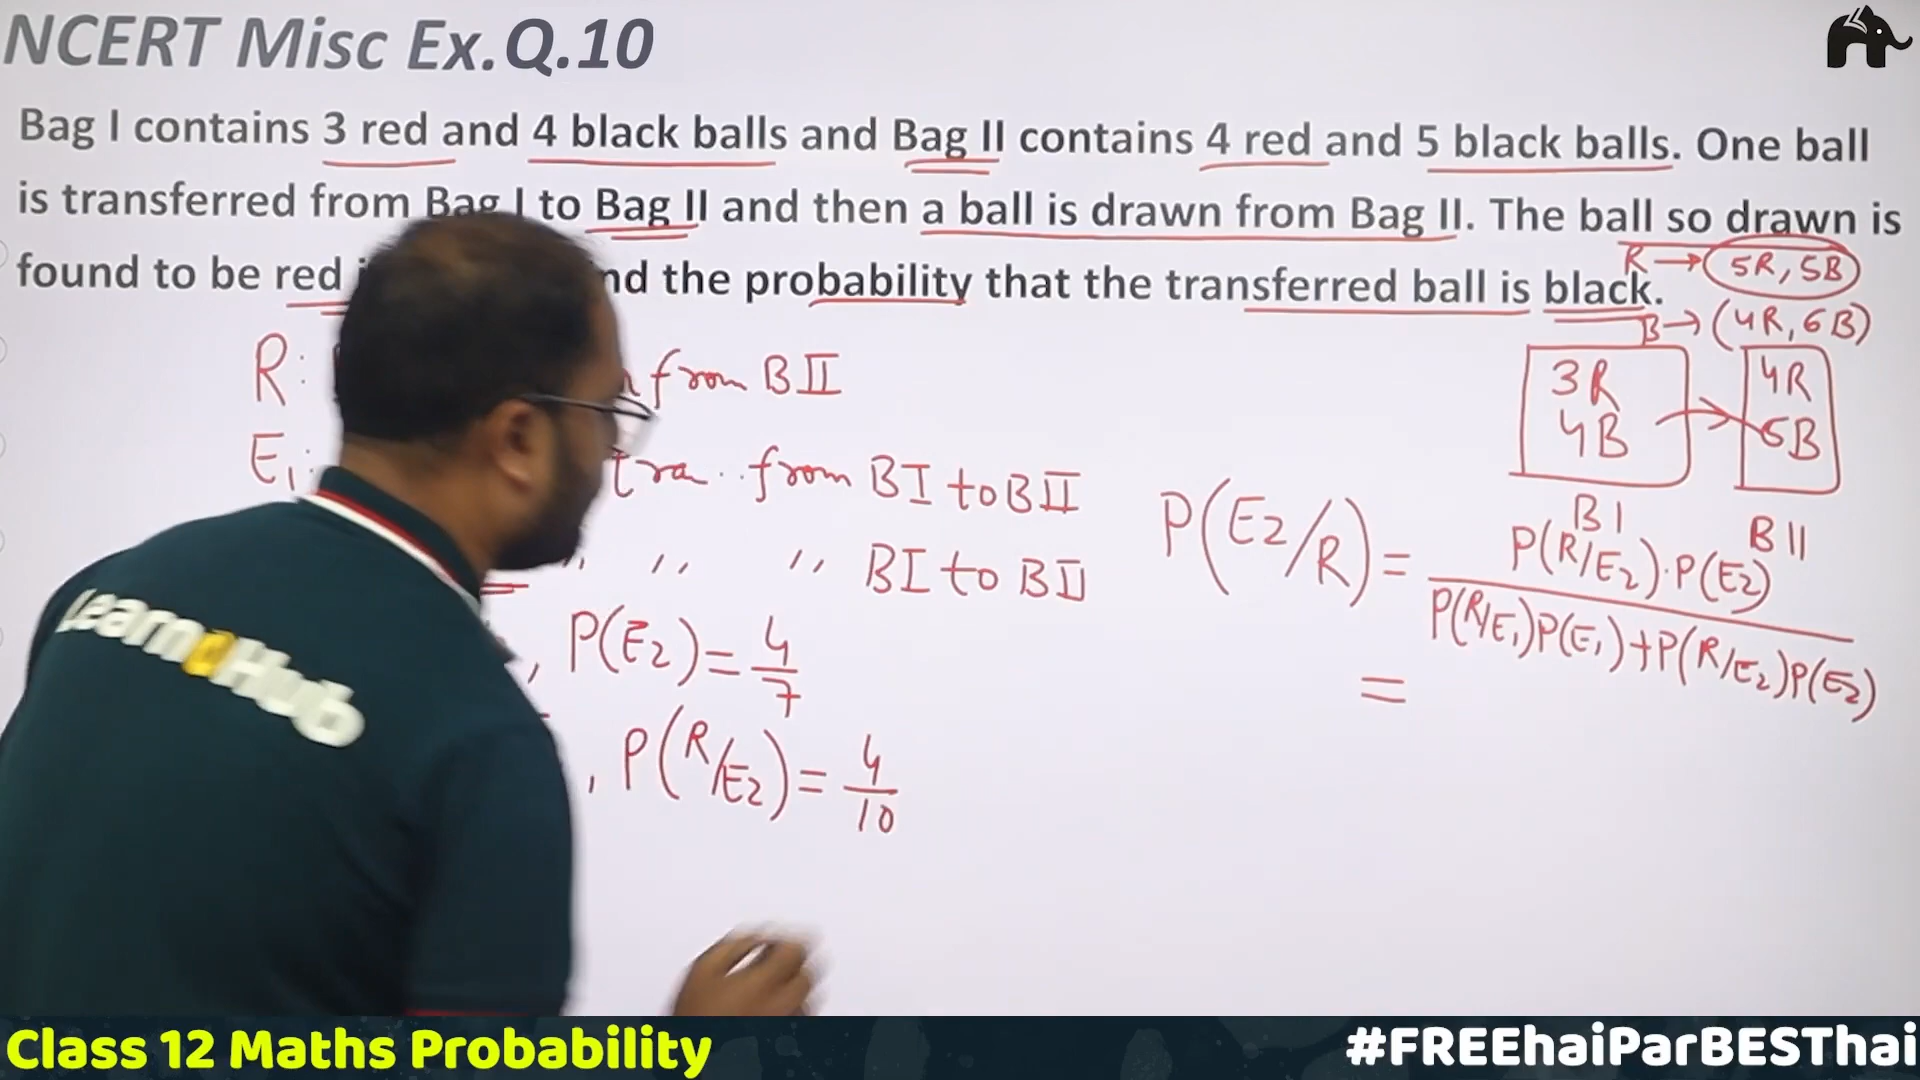 NCERT Misc Ex.Q.10
Bag I contains 3 red and 4 black balls and Bag II contains 4 red and 5 black balls. One ball
is transferred from Bag I to Bag II and then a ball is drawn from Bag II. The ball so drawn is
found to be red nd the probability that the transferred ball is black.
R → (5R, 5B)
B → (4R, 6B)
3R
4B
BI
4R
5B
BII
R: from BII
E₁: tra.. from BI to BII
" " " BI to BII
, P(E₂) = 4/7
, P(R/E₂) = 4/10
P(E₂/R) = P(R/E₂)·P(E₂) / P(R/E₁)P(E₁)+P(R/E₂)P(E₂)
=
LearnoHub
Class 12 Maths Probability
#FREEhaiParBESThai